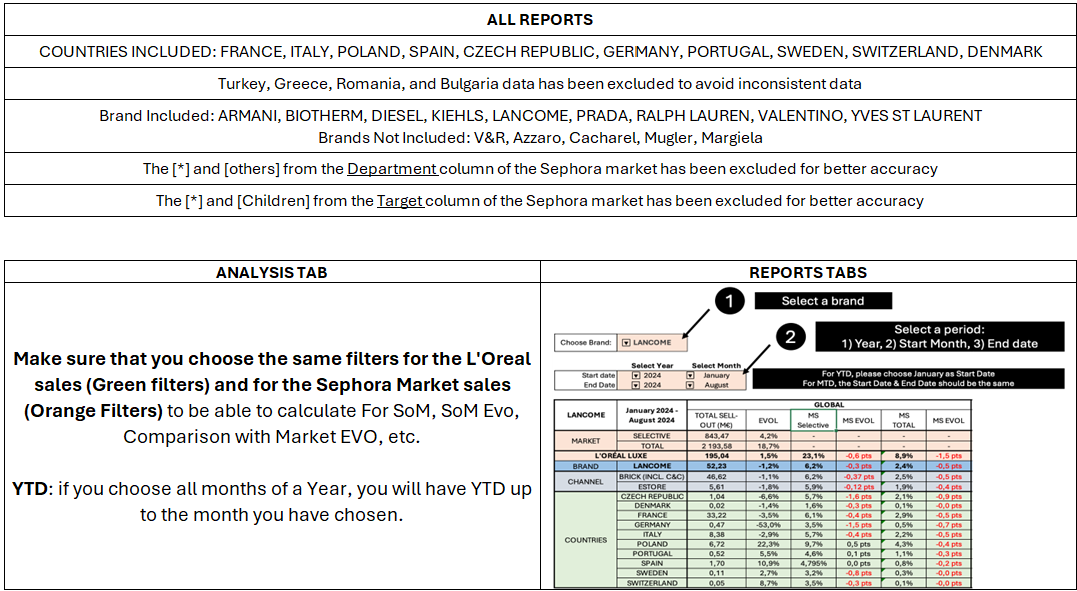 ALL REPORTS
COUNTRIES INCLUDED: FRANCE, ITALY, POLAND, SPAIN, CZECH REPUBLIC, GERMANY, PORTUGAL, SWEDEN, SWITZERLAND, DENMARK
Turkey, Greece, Romania, and Bulgaria data has been excluded to avoid inconsistent data
Brand Included: ARMANI, BIOTHERM, DIESEL, KIEHLS, LANCOME, PRADA, RALPH LAUREN, VALENTINO, YVES ST LAURENT
Brands Not Included: V&R, Azzaro, Cacharel, Mugler, Margiela
The [*] and [others] from the Department column of the Sephora market has been excluded for better accuracy
The [*] and [Children] from the Target column of the Sephora market has been excluded for better accuracy
ANALYSIS TAB
Make sure that you choose the same filters for the L'Oreal
sales (Green filters) and for the Sephora Market sales
(Orange Filters) to be able to calculate For SoM, SoM Evo,
Comparison with Market EVO, etc.
YTD: if you choose all months of a Year, you will have YTD up
to the month you have chosen.
REPORTS TABS
1
Select a brand
2
Select a period:
1) Year, 2) Start Month, 3) End date
Choose Brand: LANCOME
Select Year Select Month
Start date 2024 January
End Date 2024 August
For YTD, please choose January as Start Date
For MTD, the Start Date & End Date should be the same
GLOBAL
LANCOME
January 2024 -
August 2024
TOTAL SELL-
OUT (M€)
EVOL
MS
Selective
MS EVOL
MS
TOTAL
MS EVOL
MARKET
SELECTIVE 843,47 4,2% - - - -
TOTAL 2 193,58 18,7% - - - -
L'ORÉAL LUXE 195,04 1,5% 23,1% -0,6 pts 8,9% -1,5 pts
BRAND LANCOME 52,23 -1,2% 6,2% -0,3 pts 2,4% -0,5 pts
CHANNEL
BRICK (INCL. C&C) 46,62 -1,1% 6,2% -0,37 pts 2,5% -0,5 pts
ESTORE 5,61 -1,8% 5,9% -0,12 pts 1,9% -0,4 pts
COUNTRIES
CZECH REPUBLIC 1,04 -6,6% 5,7% -1,6 pts 2,1% -0,9 pts
DENMARK 0,02 -1,4% 1,6% -0,3 pts 0,1% -0,0 pts
FRANCE 33,22 -3,5% 6,1% -0,4 pts 2,9% -0,5 pts
GERMANY 0,47 -53,0% 3,5% -1,5 pts 0,5% -0,7 pts
ITALY 8,38 -2,9% 5,7% -0,4 pts 2,2% -0,5 pts
POLAND 6,72 22,3% 9,7% 0,5 pts 4,3% -0,4 pts
PORTUGAL 0,52 5,5% 4,6% 0,1 pts 1,1% -0,3 pts
SPAIN 1,70 10,9% 4,795% 0,0 pts 0,8% -0,2 pts
SWEDEN 0,11 2,7% 3,2% -0,8 pts 0,3% -0,0 pts
SWITZERLAND 0,05 8,7% 3,5% -0,3 pts 0,1% -0,0 pts